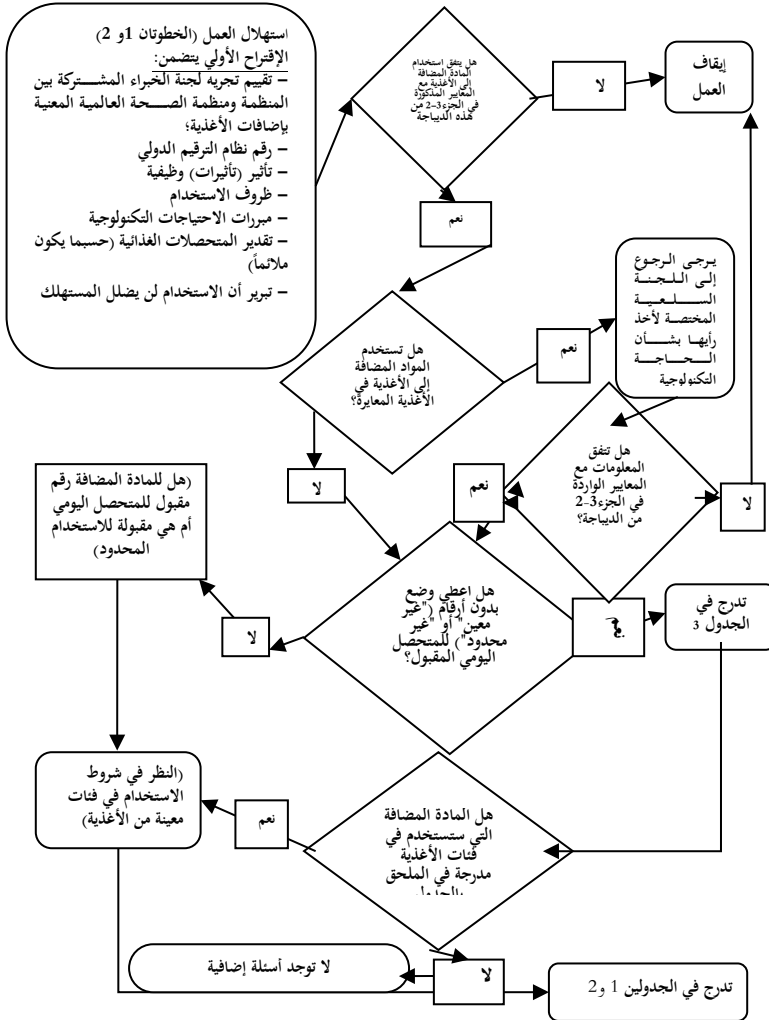 استهلال العمل (الخطوتان 1و 2)
الإقتراح الأولي يتضمن:
– تقييم تجريه لجنة الخبراء المشتركة بين
المنظمة ومنظمة الصحة العالمية المعنية
بإضافات الأغذية؛
– رقم نظام الترقيم الدولي
– تأثير (تأثيرات) وظيفية
– ظروف الاستخدام
– مبررات الاحتياجات التكنولوجية
– تقدير المتحصلات الغذائية (حسبما يكون
ملائماً)
– تبرير أن الاستخدام لن يضلل المستهلك
هل يتفق استخدام
المادة المضافة
إلى الأغذية مع
المعايير المذكورة
في الجزء3–2 من
هذه الديباجة
لا
إيقاف
العمل
نعم
هل تستخدم
المواد المضافة
إلى الأغذية في
الأغذية المعايرة؟
نعم
يرجى الرجوع
إلى اللجنة
السلعية
المختصة لأخذ
رأيها بشأن
الحاجة
التكنولوجية
لا
هل تتفق
المعلومات مع
المعايير الواردة
في الجزء3-2
من الديباجة؟
نعم
لا
هل اعطي وضع
بدون أرقام ("غير
معين" أو "غير
محدود") للمتحصل
اليومي المقبول؟
لا
(هل للمادة المضافة رقم
مقبول للمتحصل اليومي
أم هي مقبولة للاستخدام
المحدود)
نعم
تدرج في
الجدول 3
هل المادة المضافة
التي ستستخدم في
فئات الأغذية
مدرجة في الملحق
بالجدول
نعم
(النظر في شروط
الاستخدام في فئات
معينة من الأغذية)
لا
لا توجد أسئلة إضافية
تدرج في الجدولين 1 و2